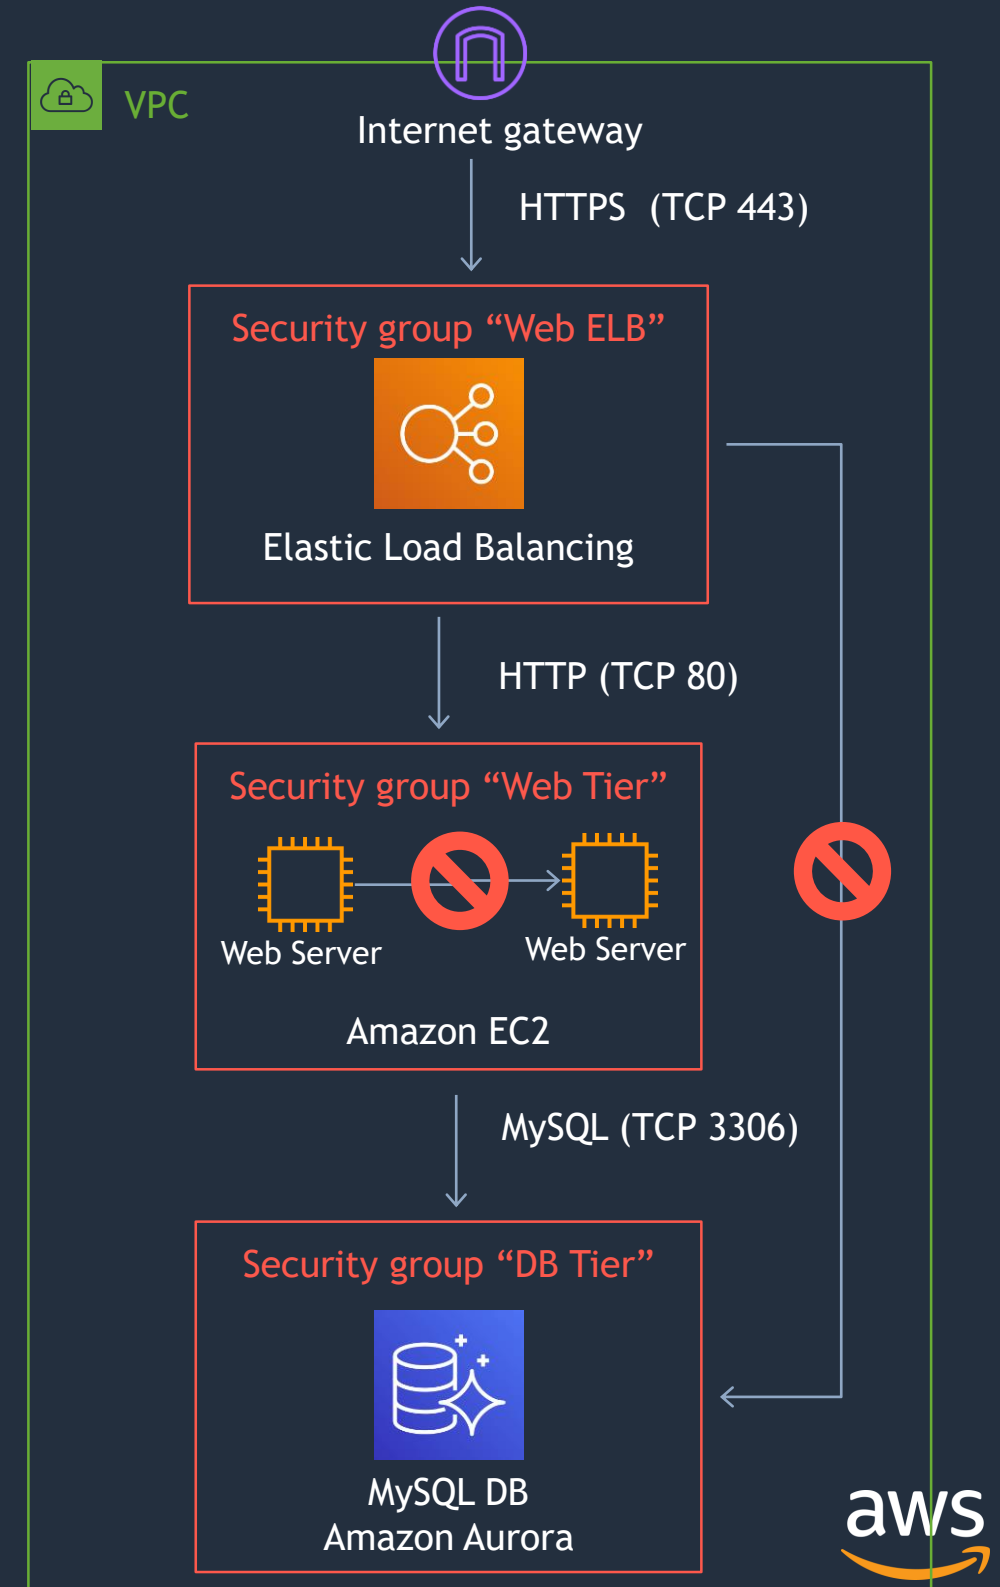 VPC
Internet gateway
HTTPS  (TCP 443)
Security group “Web ELB”
Elastic Load Balancing
HTTP (TCP 80)
Security group “Web Tier”
Web Server
Web Server
Amazon EC2
MySQL (TCP 3306)
Security group “DB Tier”
MySQL DB
Amazon Aurora
aws